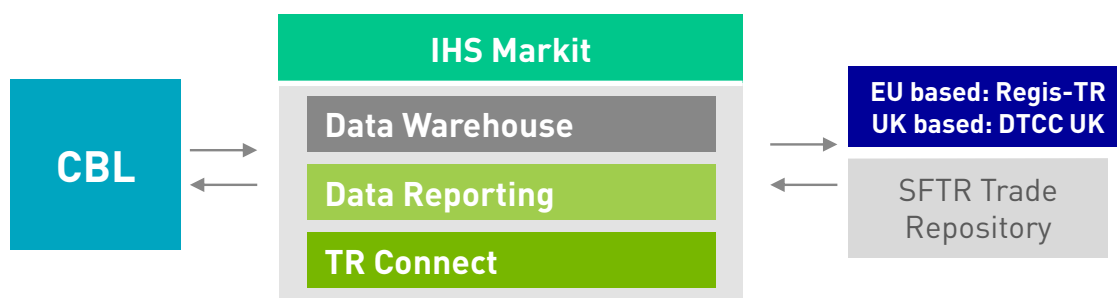 CBL
IHS Markit
Data Warehouse
Data Reporting
TR Connect
EU based: Regis-TR
UK based: DTCC UK
SFTR Trade
Repository